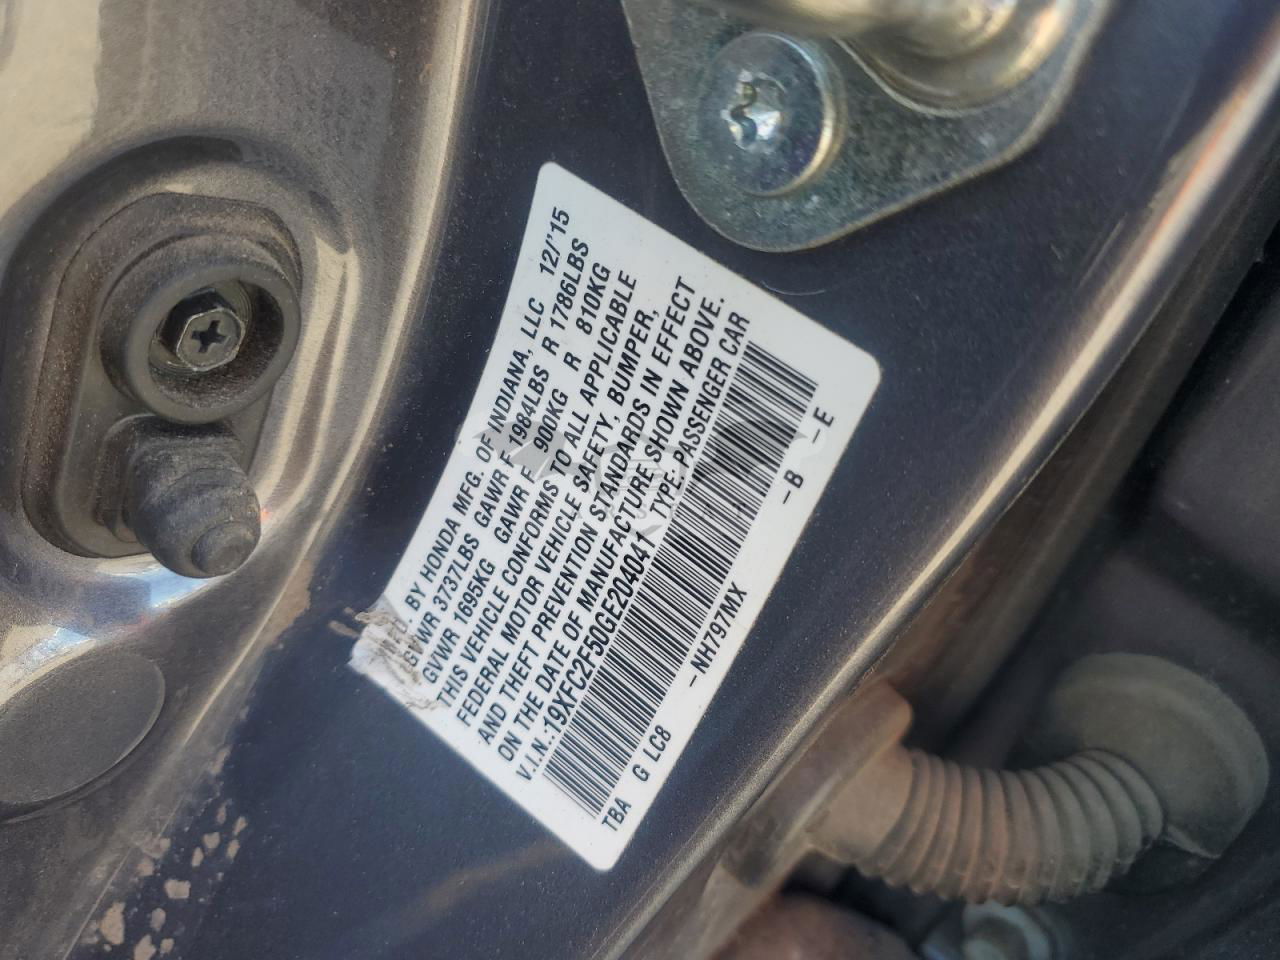 BY HONDA MFG. OF INDIANA, LLC 12/'15
GVWR 3737LBS GAWR F 1984LBS R 1786LBS
GVWR 1695KG GAWR F 900KG R 810KG
THIS VEHICLE CONFORMS TO ALL APPLICABLE
FEDERAL MOTOR VEHICLE SAFETY, BUMPER,
AND THEFT PREVENTION STANDARDS IN EFFECT
ON THE DATE OF MANUFACTURE SHOWN ABOVE.
V.I.N.:19XFC2F50GE204041 TYPE:PASSENGER CAR
TBA G LC8 -NH797MX -B -E